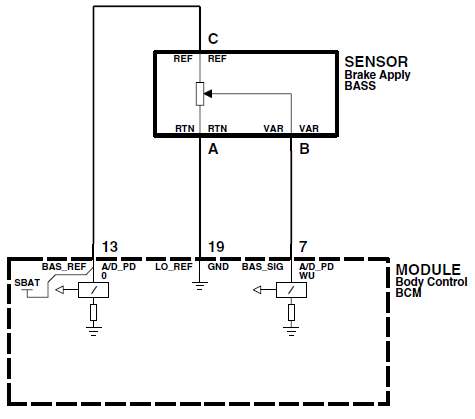 C
REF REF
SENSOR
Brake Apply
BASS
RTN RTN VAR VAR
A B
13 19 7
BAS_REF A/D_PD LO_REF GND BAS_SIG A/D_PD
0 WU
MODULE
Body Control
BCM
SBAT